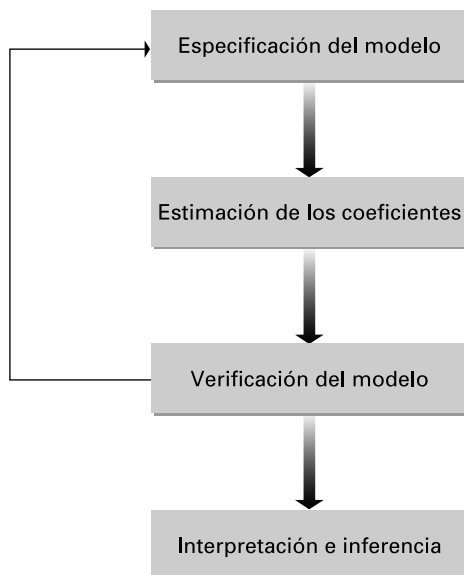 Especificación del modelo
Estimación de los coeficientes
Verificación del modelo
Interpretación e inferencia